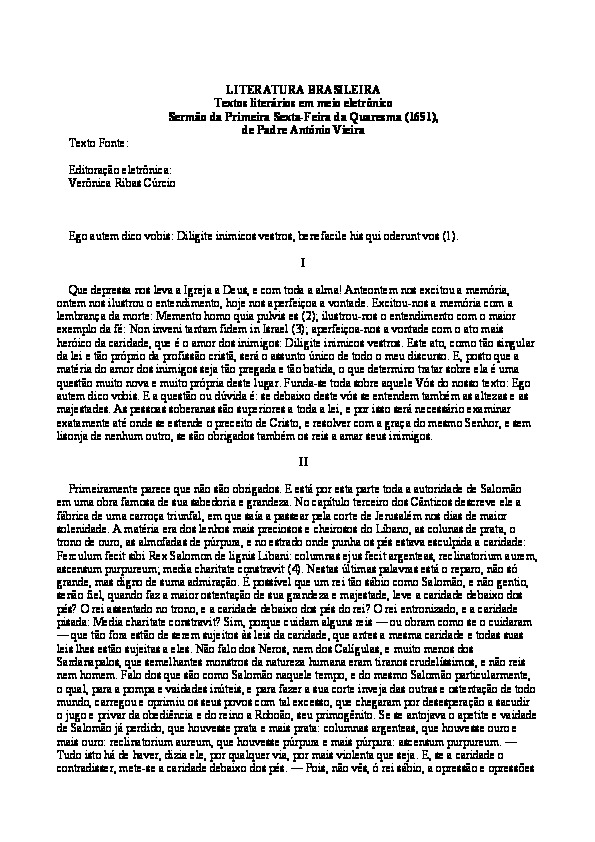 LITERATURA BRASILEIRA
Textos literários em meio eletrônico
Sermão da Primeira Sexta-Feira da Quaresma (1651),
de Padre António Vieira
Texto Fonte:
Editoração eletrônica:
Verônica Ribas Cúrcio
Ego autem dico vobis: Diligite inimicos vestros, benefacile his qui oderunt vos (1).
I
Que depressa nos leva a Igreja a Deus, e com toda a alma! Anteontem nos excitou a memória,
ontem nos ilustrou o entendimento, hoje nos aperfeiçoa a vontade. Excitou-nos a memória com a
lembrança da morte: Memento homo quia pulvis es (2); ilustrou-nos o entendimento com o maior
exemplo da fé: Non inveni tantam fidem in Israel (3); aperfeiçoa-nos a vontade com o ato mais
heróico da caridade, que é o amor dos inimigos: Diligite inimicos vestros. Este ato, como tão singular
da lei e tão próprio da profissão cristã, será o assunto único de todo o meu discurso. E, posto que a
matéria do amor dos inimigos seja tão pregada e tão batida, o que determino tratar sobre ela é uma
questão muito nova e muito própria deste lugar. Funda-se toda sobre aquele Vós do nosso texto: Ego
autem dico vobis. E a questão ou dúvida é: se debaixo deste vós se entendem também as altezas e as
majestades. As pessoas soberanas são superiores a toda a lei, e por isso será necessário examinar
exatamente até onde se estende o preceito de Cristo, e resolver com a graça do mesmo Senhor, e sem
lisonja de nenhum outro, se são obrigados também os reis a amar seus inimigos.
II
Primeiramente parece que não são obrigados. E está por esta parte toda a autoridade de Salomão
em uma obra famosa de sua sabedoria e grandeza. No capítulo terceiro dos Cânticos descreve ele a
fábrica de uma carroça triunfal, em que saía a passear pela corte de Jerusalém nos dias de maior
solenidade. A matéria era dos lenhos mais preciosos e cheirosos do Líbano, as colunas de prata, o
trono de ouro, as almofadas de púrpura, e no estrado onde punha os pés estava esculpida a caridade:
Ferculum fecit sibi Rex Salomon de lignis Libani: columnas ejus fecit argenteas, reclinatorium aurem,
ascensum purpureum; media charitate constravit (4). Nestas últimas palavras está o reparo, não só
grande, mas digno de suma admiração. É possível que um rei tão sábio como Salomão, e não gentio,
senão fiel, quando faz a maior ostentação de sua grandeza e majestade, leve a caridade debaixo dos
pés? O rei assentado no trono, e a caridade debaixo dos pés do rei? O rei entronizado, e a caridade
pisada: Media charitate constravit? Sim, porque cuidam alguns reis — ou obram como se o cuidaram
— que tão fora estão de serem sujeitos às leis da caridade, que antes a mesma caridade e todas suas
leis lhes estão sujeitas a eles. Não falo dos Neros, nem dos Calígulas, e muito menos dos
Sardanapalos, que semelhantes monstros da natureza humana eram tiranos crudelíssimos, e não reis
nem homem. Falo dos que são como Salomão naquele tempo, e do mesmo Salomão particularmente,
o qual, para a pompa e vaidades inúteis, e para fazer a sua corte inveja das outras e ostentação de todo
mundo, carregou e oprimiu os seus povos com tal excesso, que chegaram por desesperação a sacudir
o jugo e privar da obediência e do reino a Roboão, seu primogênito. Se se antojava o apetite e vaidade
de Salomão já perdido, que houvesse prata e mais prata: columnas argenteas, que houvesse ouro e
mais ouro: reclinatorium aureum, que houvesse púrpura e mais púrpura: ascensum purpureum. —
Tudo isto há de haver, dizia ele, por qualquer via, por mais violenta que seja. E, se a caridade o
contradisser, mete-se a caridade debaixo dos pés. — Pois, não vês, ó rei sábio, a opressão e opressões